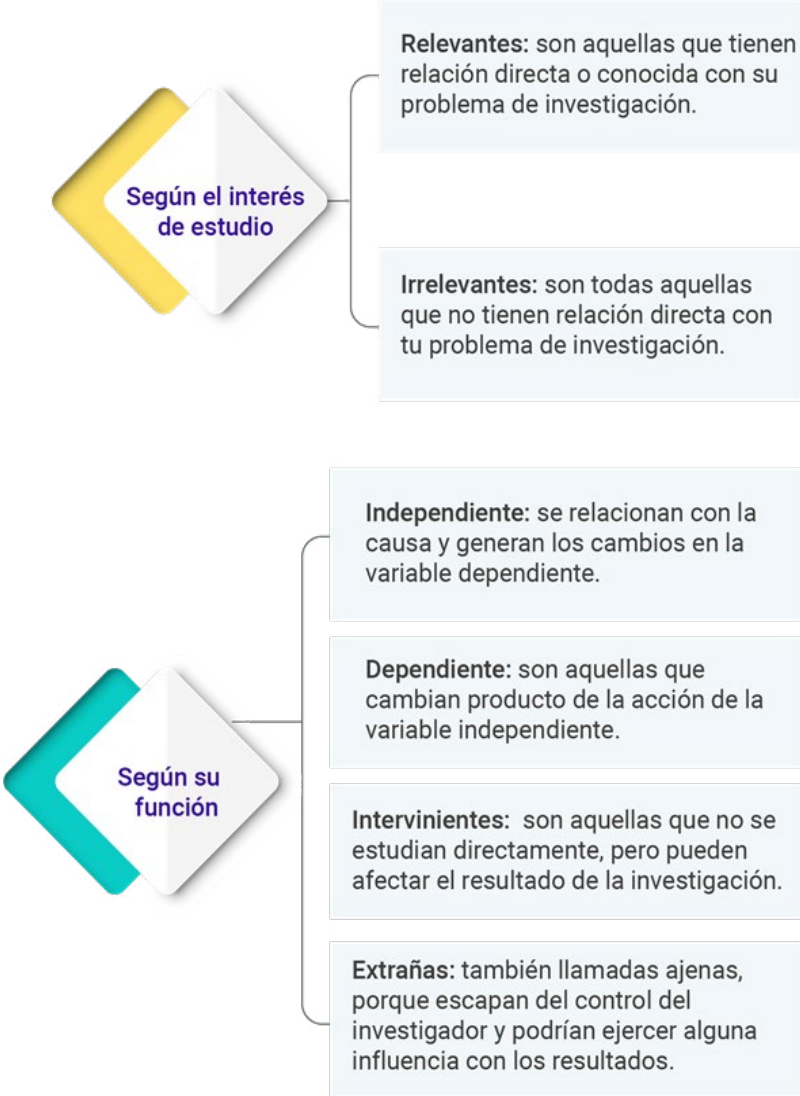 Relevantes: son aquellas que tienen
relación directa o conocida con su
problema de investigación.
Según el interés
de estudio
Irrelevantes: son todas aquellas
que no tienen relación directa con
tu problema de investigación.
Independiente: se relacionan con la
causa y generan los cambios en la
variable dependiente.
Dependiente: son aquellas que
cambian producto de la acción de la
variable independiente.
Según su
función
Intervinientes: son aquellas que no se
estudian directamente, pero pueden
afectar el resultado de la investigación.
Extrañas: también llamadas ajenas,
porque escapan del control del
investigador y podrían ejercer alguna
influencia con los resultados.